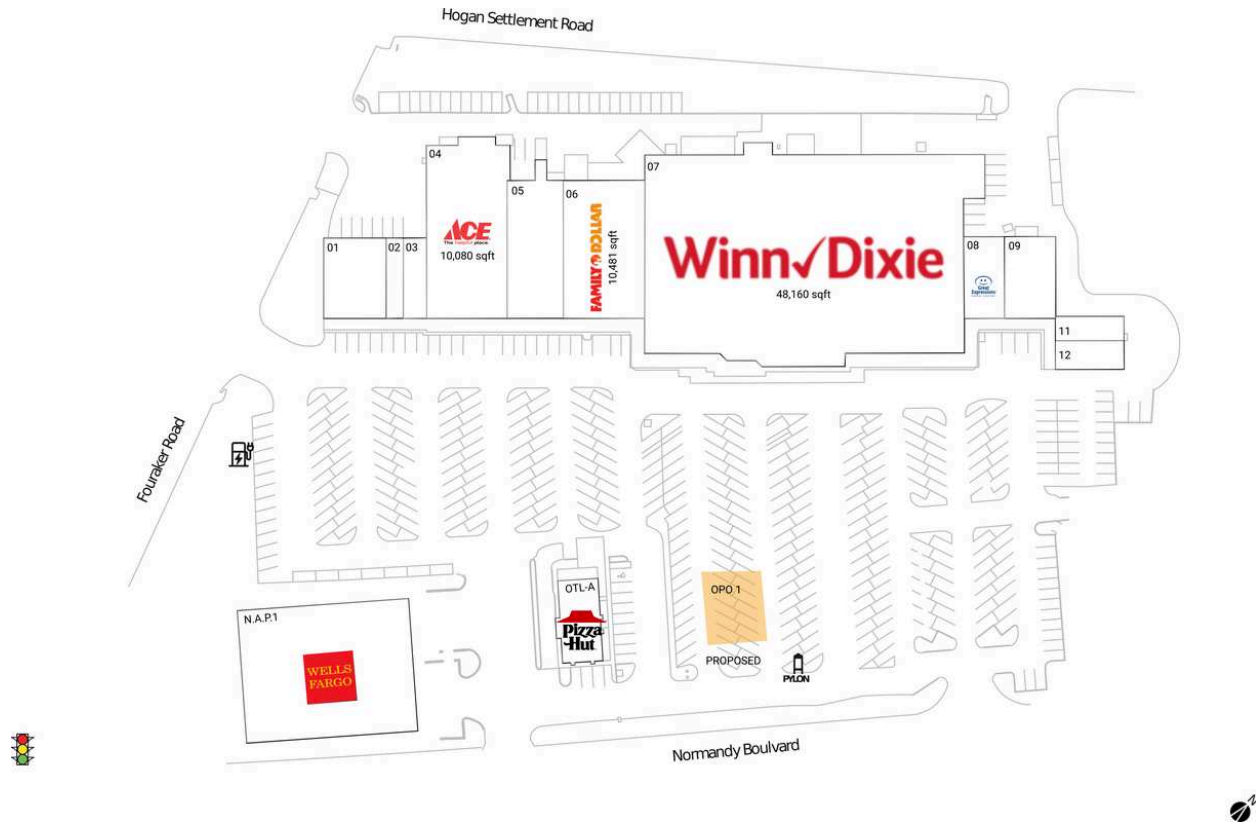 Hogan Settlement Road
04
07
05
06
01
02
03
08
09
ACE
The helpful place.
10,080 sqft
FAMILY DOLLAR
10,481 sqft
Winn Dixie
48,160 sqft
Great Expressions
11
12
Fouraker Road
OTL-A
Pizza Hut
OPO 1
PROPOSED
PYLON
N.A.P.1
WELLS
FARGO
Normandy Boulvard
N